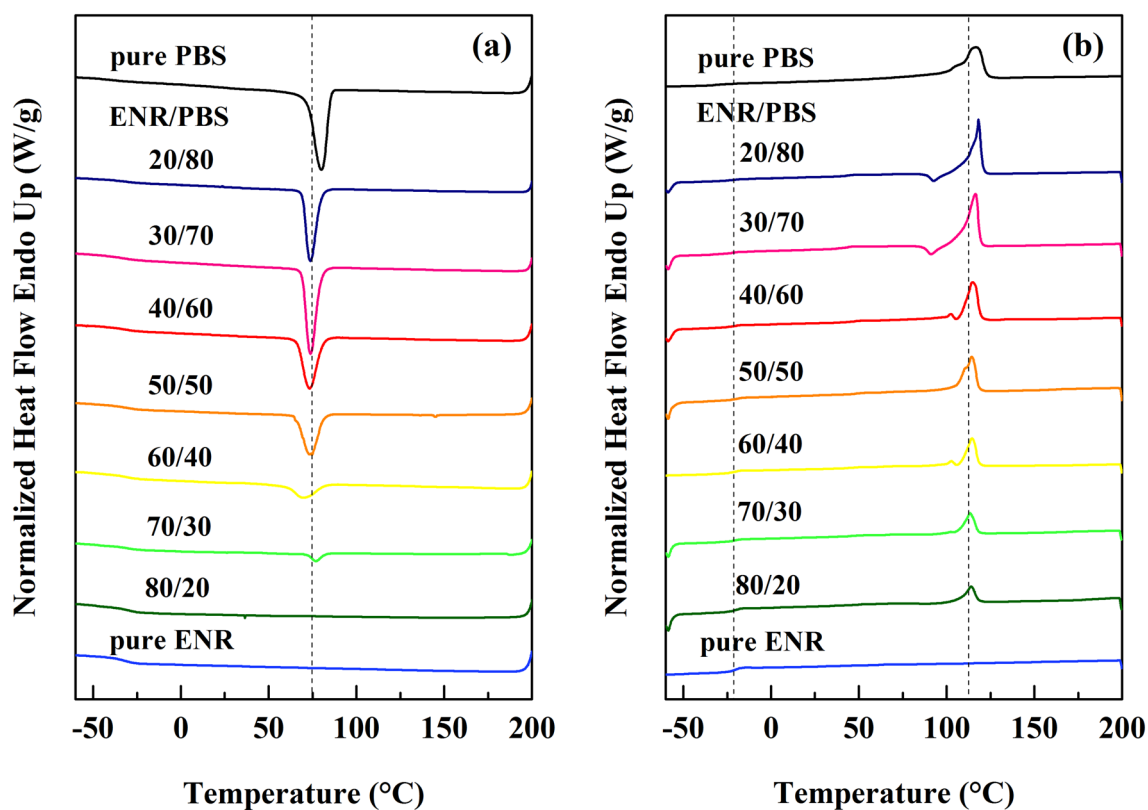 Normalized Heat Flow Endo Up (W/g)
(a)
pure PBS
ENR/PBS
20/80
30/70
40/60
50/50
60/40
70/30
80/20
pure ENR
-50 0 50 100 150 200
Temperature (°C)
Normalized Heat Flow Endo Up (W/g)
(b)
pure PBS
ENR/PBS
20/80
30/70
40/60
50/50
60/40
70/30
80/20
pure ENR
-50 0 50 100 150 200
Temperature (°C)